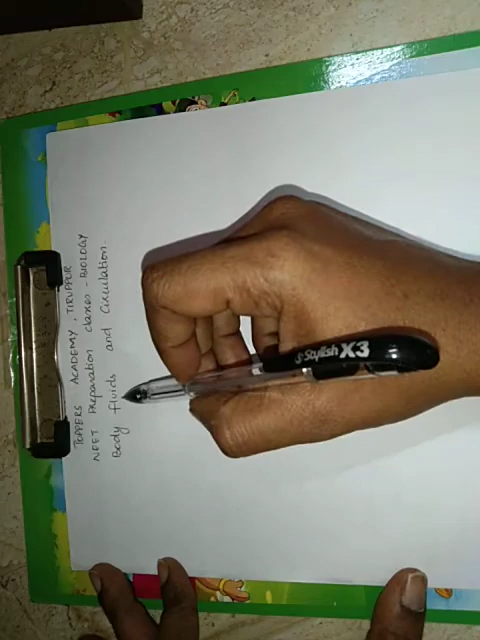 TOPPERS ACADEMY, TIRUPPUR
NEET Preparation classes - BIOLOGY
Body fluids and Circulation.
Stylish X3